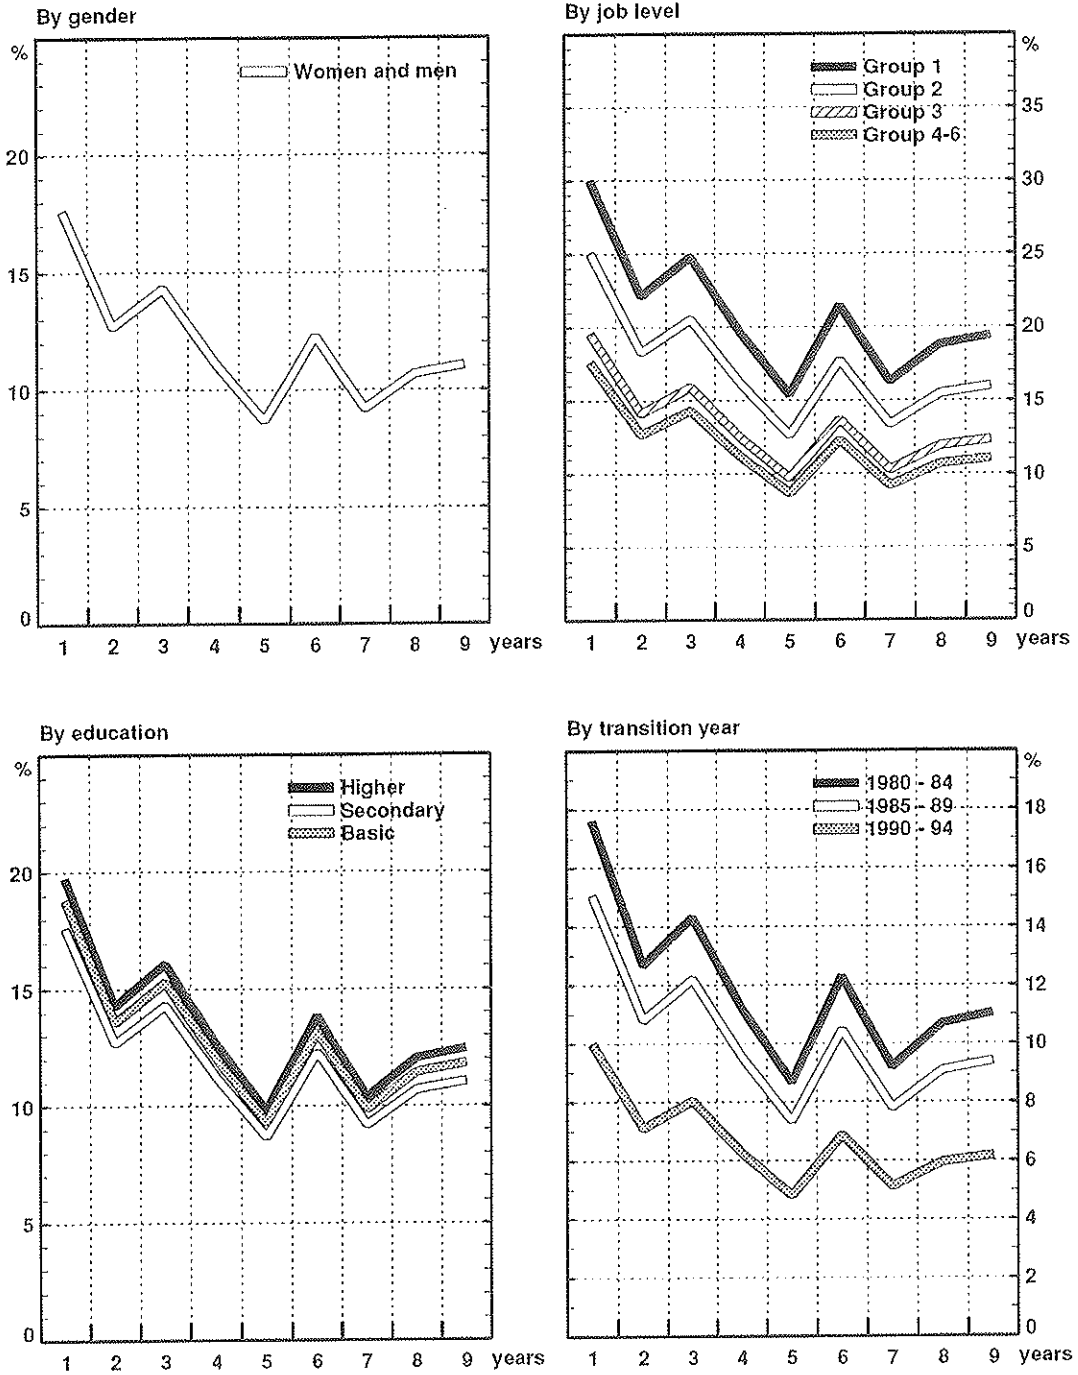 By gender
%
Women and men
20
15
10
5
0
1 2 3 4 5 6 7 8 9 years
By job level
%
Group 1
Group 2
Group 3
Group 4-6
35
30
25
20
15
10
5
0
1 2 3 4 5 6 7 8 9 years
By education
%
Higher
Secondary
Basic
20
15
10
5
0
1 2 3 4 5 6 7 8 9 years
By transition year
%
1980 - 84
1985 - 89
1990 - 94
18
16
14
12
10
8
6
4
2
0
1 2 3 4 5 6 7 8 9 years